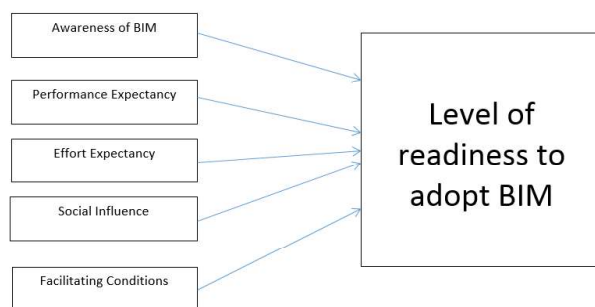 Awareness of BIM
Performance Expectancy
Effort Expectancy
Social Influence
Facilitating Conditions
Level of
readiness to
adopt BIM